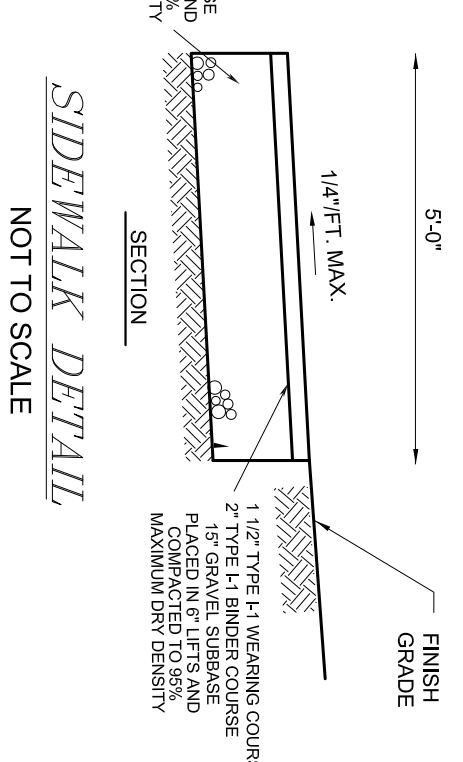 5'-0"
1/4"/FT. MAX.
FINISH
GRADE
1 1/2" TYPE I-1 WEARING
2" TYPE I-1 BINDER COURSE
15" GRAVEL SUBBASE
PLACED IN 6" LIFTS AND
COMPACTED TO 95%
MAXIMUM DRY DENSITY
SECTION
SIDEWALK DETAIL
NOT TO SCALE